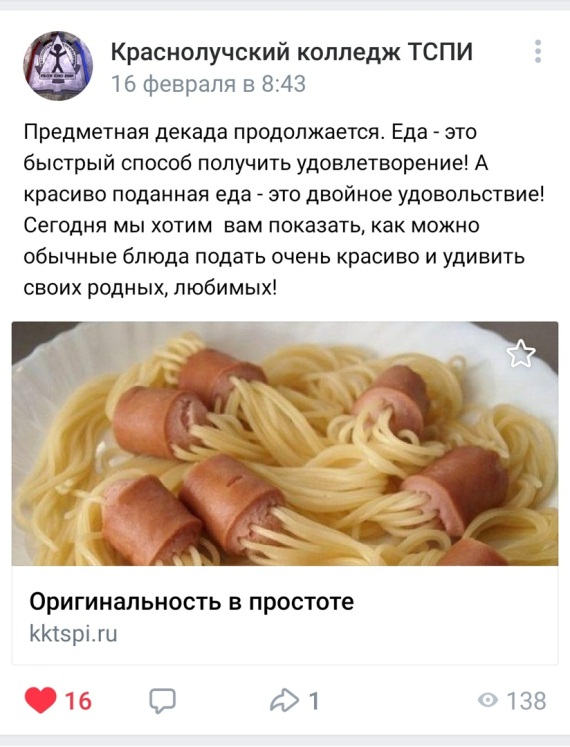 Краснолучский колледж ТСПИ
16 февраля в 8:43
Предметная декада продолжается. Еда - это
быстрый способ получить удовлетворение! А
красиво поданная еда - это двойное удовольствие!
Сегодня мы хотим  вам показать, как можно
обычные блюда подать очень красиво и удивить
своих родных, любимых!
Оригинальность в простоте
kktspi.ru
16
1
138